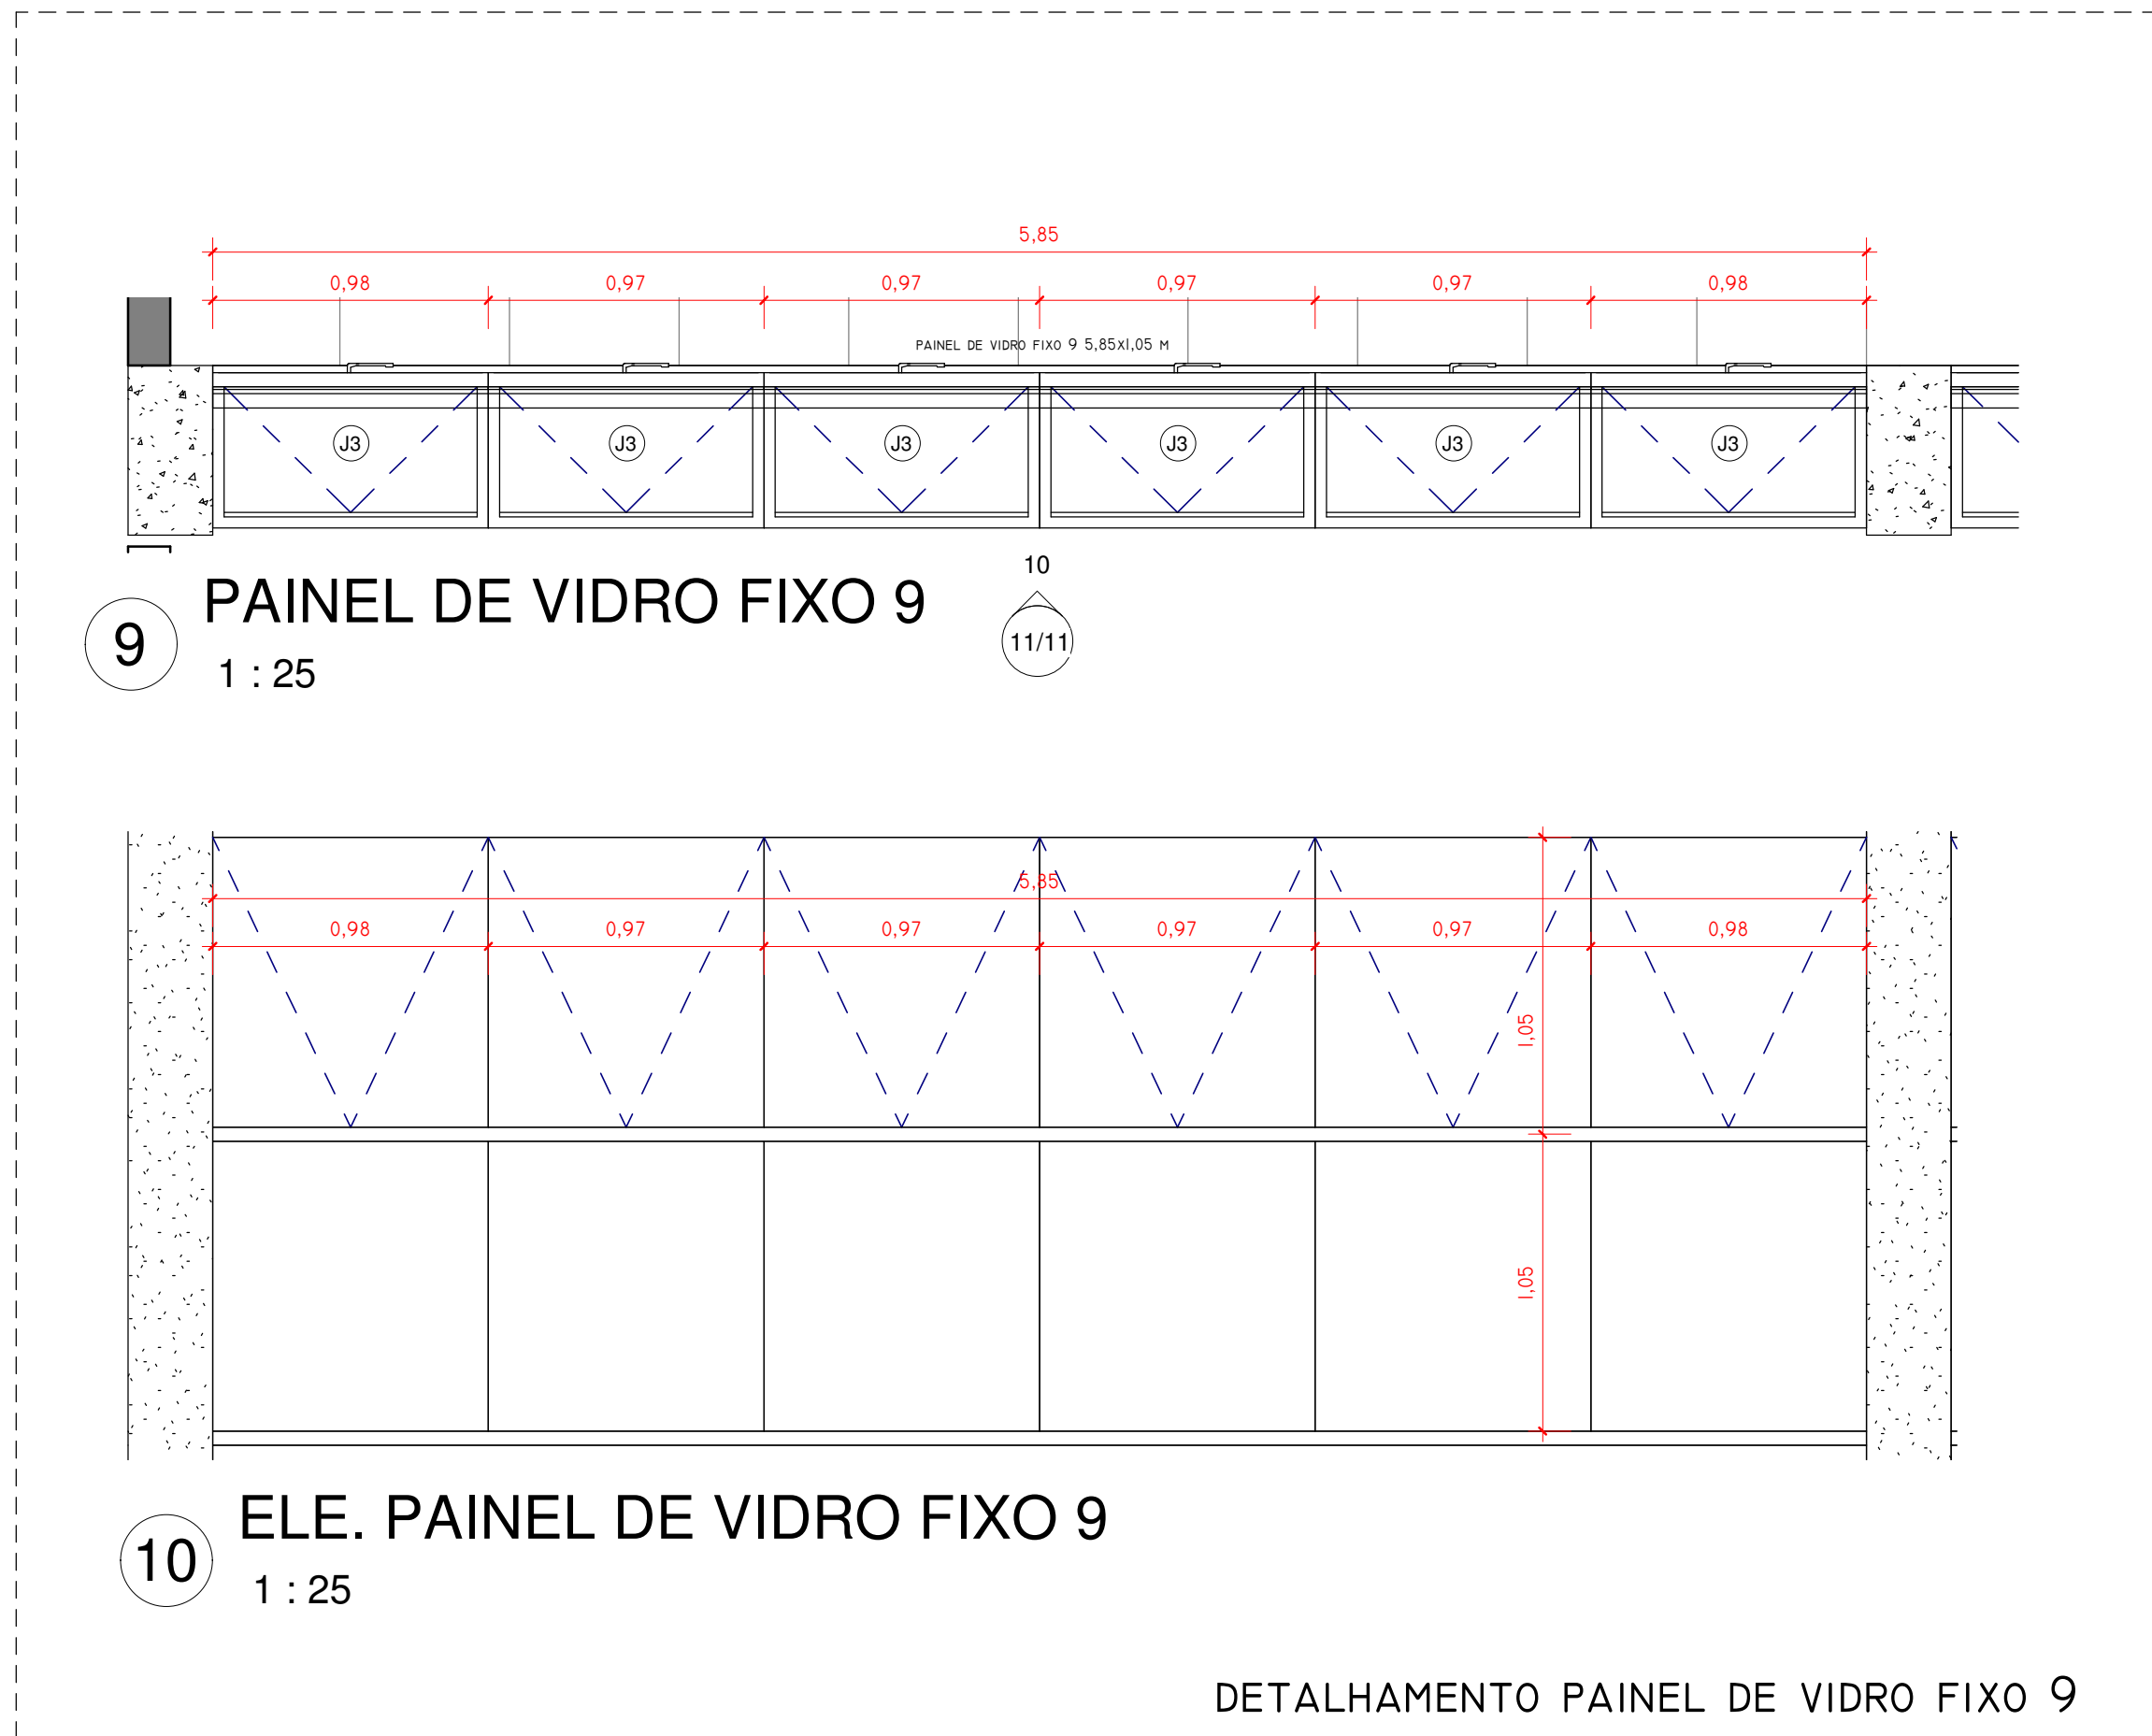 5,85
0,98 0,97 0,97 0,97 0,97 0,98
PAINEL DE VIDRO FIXO 9 5,85X1,05 M
J3 J3 J3 J3 J3 J3
10
11/11
9 PAINEL DE VIDRO FIXO 9
1 : 25
5,85
0,98 0,97 0,97 0,97 0,97 0,98
1,05
1,05
10 ELE. PAINEL DE VIDRO FIXO 9
1 : 25
DETALHAMENTO PAINEL DE VIDRO FIXO 9